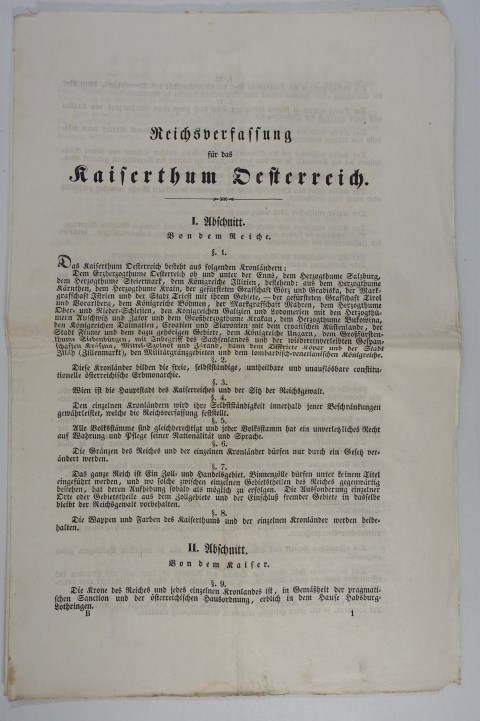 Reichsverfassung
für das
Kaiserthum Oesterreich.
I. Abschnitt.
Von dem Reiche.
§. 1.
Das Kaiserthum Oesterreich besteht aus folgenden Kronländern:
Dem Erzherzogthume Oesterreich ob und unter der Enns, dem Herzogthume Salzburg,
dem Herzogthume Steiermark, dem Königreiche Illirien, bestehend: aus dem Herzogthume
Kärnthen, dem Herzogthume Krain, der gefürsteten Grafschaft Görz und Gradiska, der Mark-
grafschaft Istrien und der Stadt Triest mit ihrem Gebiete, — der gefürsteten Grafschaft Tirol
und Vorarlberg, dem Königreiche Böhmen, der Markgrafschaft Mähren, dem Herzogthume
Ober- und Nieder-Schlesien, den Königreichen Galizien und Lodomerien mit den Herzogthü-
mern Auschwitz und Zator und dem Großherzogthume Krakau, dem Herzogthume Bukowina,
den Königreichen Dalmatien, Croatien und Slavonien mit dem croatischen Küstenlande, der
Stadt Fiume und dem dazu gehörigen Gebiete, dem Königreiche Ungarn, dem Großfürsten-
thume Siebenbürgen, mit Inbegriff des Sachsenlandes und der wiedereinverleibten Gespan-
schaften Kraßna, Mittel-Szolnok und Zarand, dann dem Districte Kövar und der Stadt
Zilah (Zillenmarkt), den Militärgränzgebieten und dem lombardisch-venetianischen Königreiche.
§. 2.
Diese Kronländer bilden die freie, selbstständige, untheilbare und unauflösbare constitu-
tionelle österreichische Erbmonarchie.
§. 3.
Wien ist die Hauptstadt des Kaiserreiches und der Sitz der Reichsgewalt.
§. 4.
Den einzelnen Kronländern wird ihre Selbstständigkeit innerhalb jener Beschränkungen
gewährleistet, welche die Reichsverfassung feststellt.
§. 5.
Alle Volksstämme sind gleichberechtigt und jeder Volksstamm hat ein unverletzliches Recht
auf Wahrung und Pflege seiner Nationalität und Sprache.
§. 6.
Die Gränzen des Reiches und der einzelnen Kronländer dürfen nur durch ein Gesetz ver-
ändert werden.
§. 7.
Das ganze Reich ist Ein Zoll- und Handelsgebiet. Binnenzölle dürfen unter keinem Titel
eingeführt werden, und wo solche zwischen einzelnen Gebietstheilen des Reiches gegenwärtig
bestehen, hat deren Aufhebung sobald als möglich zu erfolgen. Die Aussonderung einzelner
Orte oder Gebietstheile aus dem Zollgebiete und der Einschluß fremder Gebiete in dasselbe
bleibt der Reichsgewalt vorbehalten.
§. 8.
Die Wappen und Farben des Kaiserthums und der einzelnen Kronländer werden beibe-
halten.
II. Abschnitt.
Von dem Kaiser.
§. 9.
Die Krone des Reiches und jedes einzelnen Kronlandes ist, in Gemäßheit der pragmati-
schen Sanction und der österreichischen Hausordnung, erblich in dem Hause Habsburg-
Lothringen.
B 1